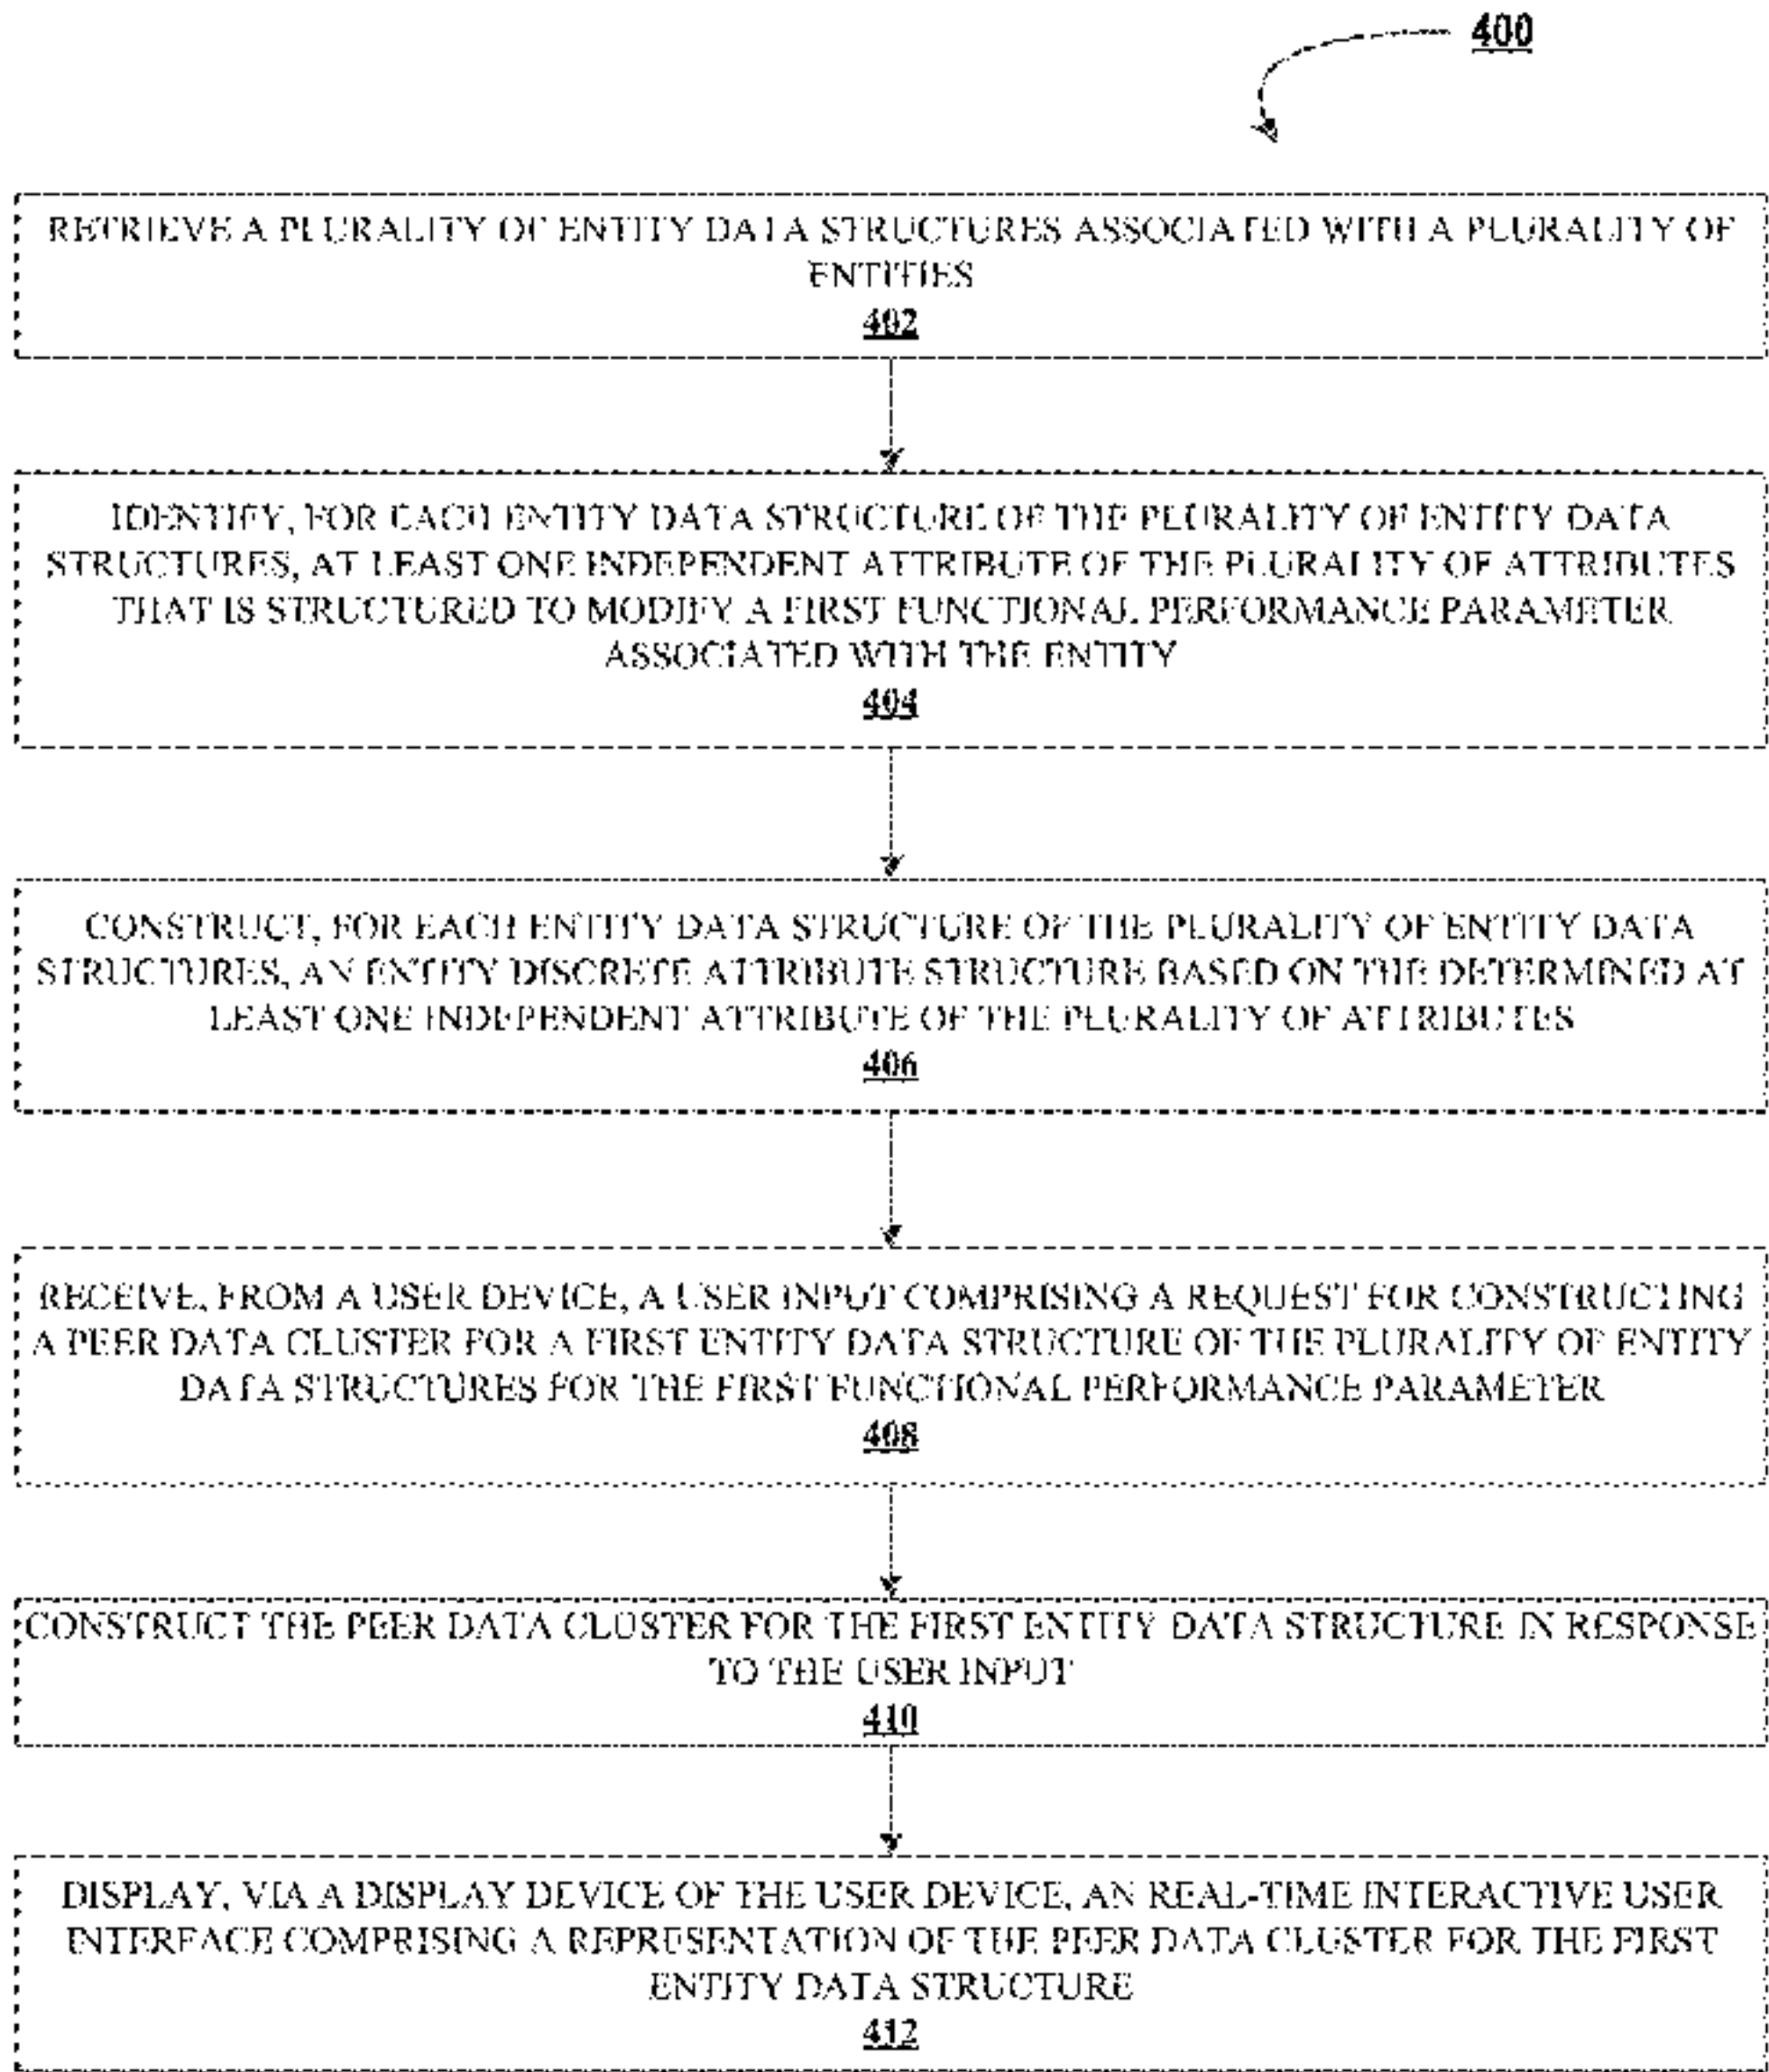 400
RETRIEVE A PLURALITY OF ENTITY DATA STRUCTURES ASSOCIATED WITH A PLURALITY OF
ENTITIES
402
IDENTIFY, FOR EACH ENTITY DATA STRUCTURE OF THE PLURALITY OF ENTITY DATA
STRUCTURES, AT LEAST ONE INDEPENDENT ATTRIBUTE OF THE PLURALITY OF ATTRIBUTES
THAT IS STRUCTURED TO MODIFY A FIRST FUNCTIONAL PERFORMANCE PARAMETER
ASSOCIATED WITH THE ENTITY
404
CONSTRUCT, FOR EACH ENTITY DATA STRUCTURE OF THE PLURALITY OF ENTITY DATA
STRUCTURES, AN ENTITY DISCRETE ATTRIBUTE STRUCTURE BASED ON THE DETERMINED AT
LEAST ONE INDEPENDENT ATTRIBUTE OF THE PLURALITY OF ATTRIBUTES
406
RECEIVE, FROM A USER DEVICE, A USER INPUT COMPRISING A REQUEST FOR CONSTRUCTING
A PEER DATA CLUSTER FOR A FIRST ENTITY DATA STRUCTURE OF THE PLURALITY OF ENTITY
DATA STRUCTURES FOR THE FIRST FUNCTIONAL PERFORMANCE PARAMETER
408
CONSTRUCT THE PEER DATA CLUSTER FOR THE FIRST ENTITY DATA STRUCTURE IN RESPONSE
TO THE USER INPUT
410
DISPLAY, VIA A DISPLAY DEVICE OF THE USER DEVICE, AN REAL-TIME INTERACTIVE USER
INTERFACE COMPRISING A REPRESENTATION OF THE PEER DATA CLUSTER FOR THE FIRST
ENTITY DATA STRUCTURE
412